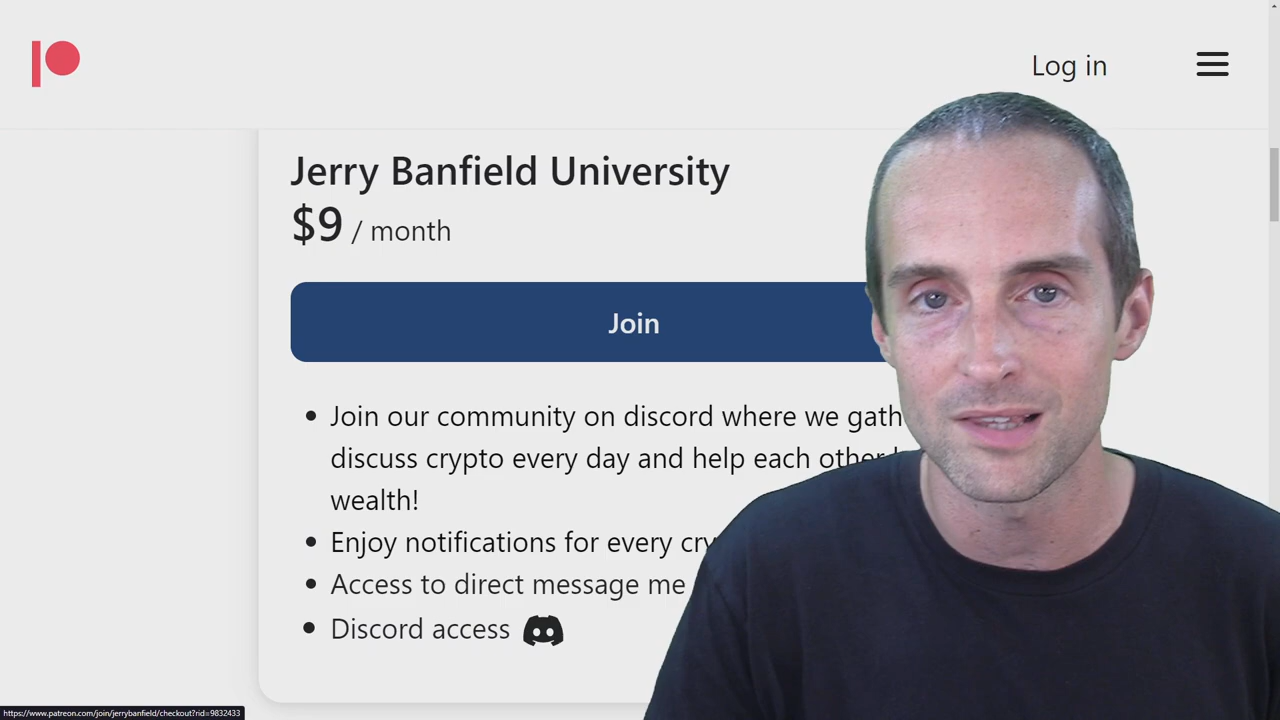 Log in
Jerry Banfield University
$9 / month
Join
Join our community on discord where we
discuss crypto every day and help each other
wealth!
Enjoy notifications for every
Access to direct message me
Discord access
https://www.patreon.com/join/jerrybanfield/checkout?rid=9832433